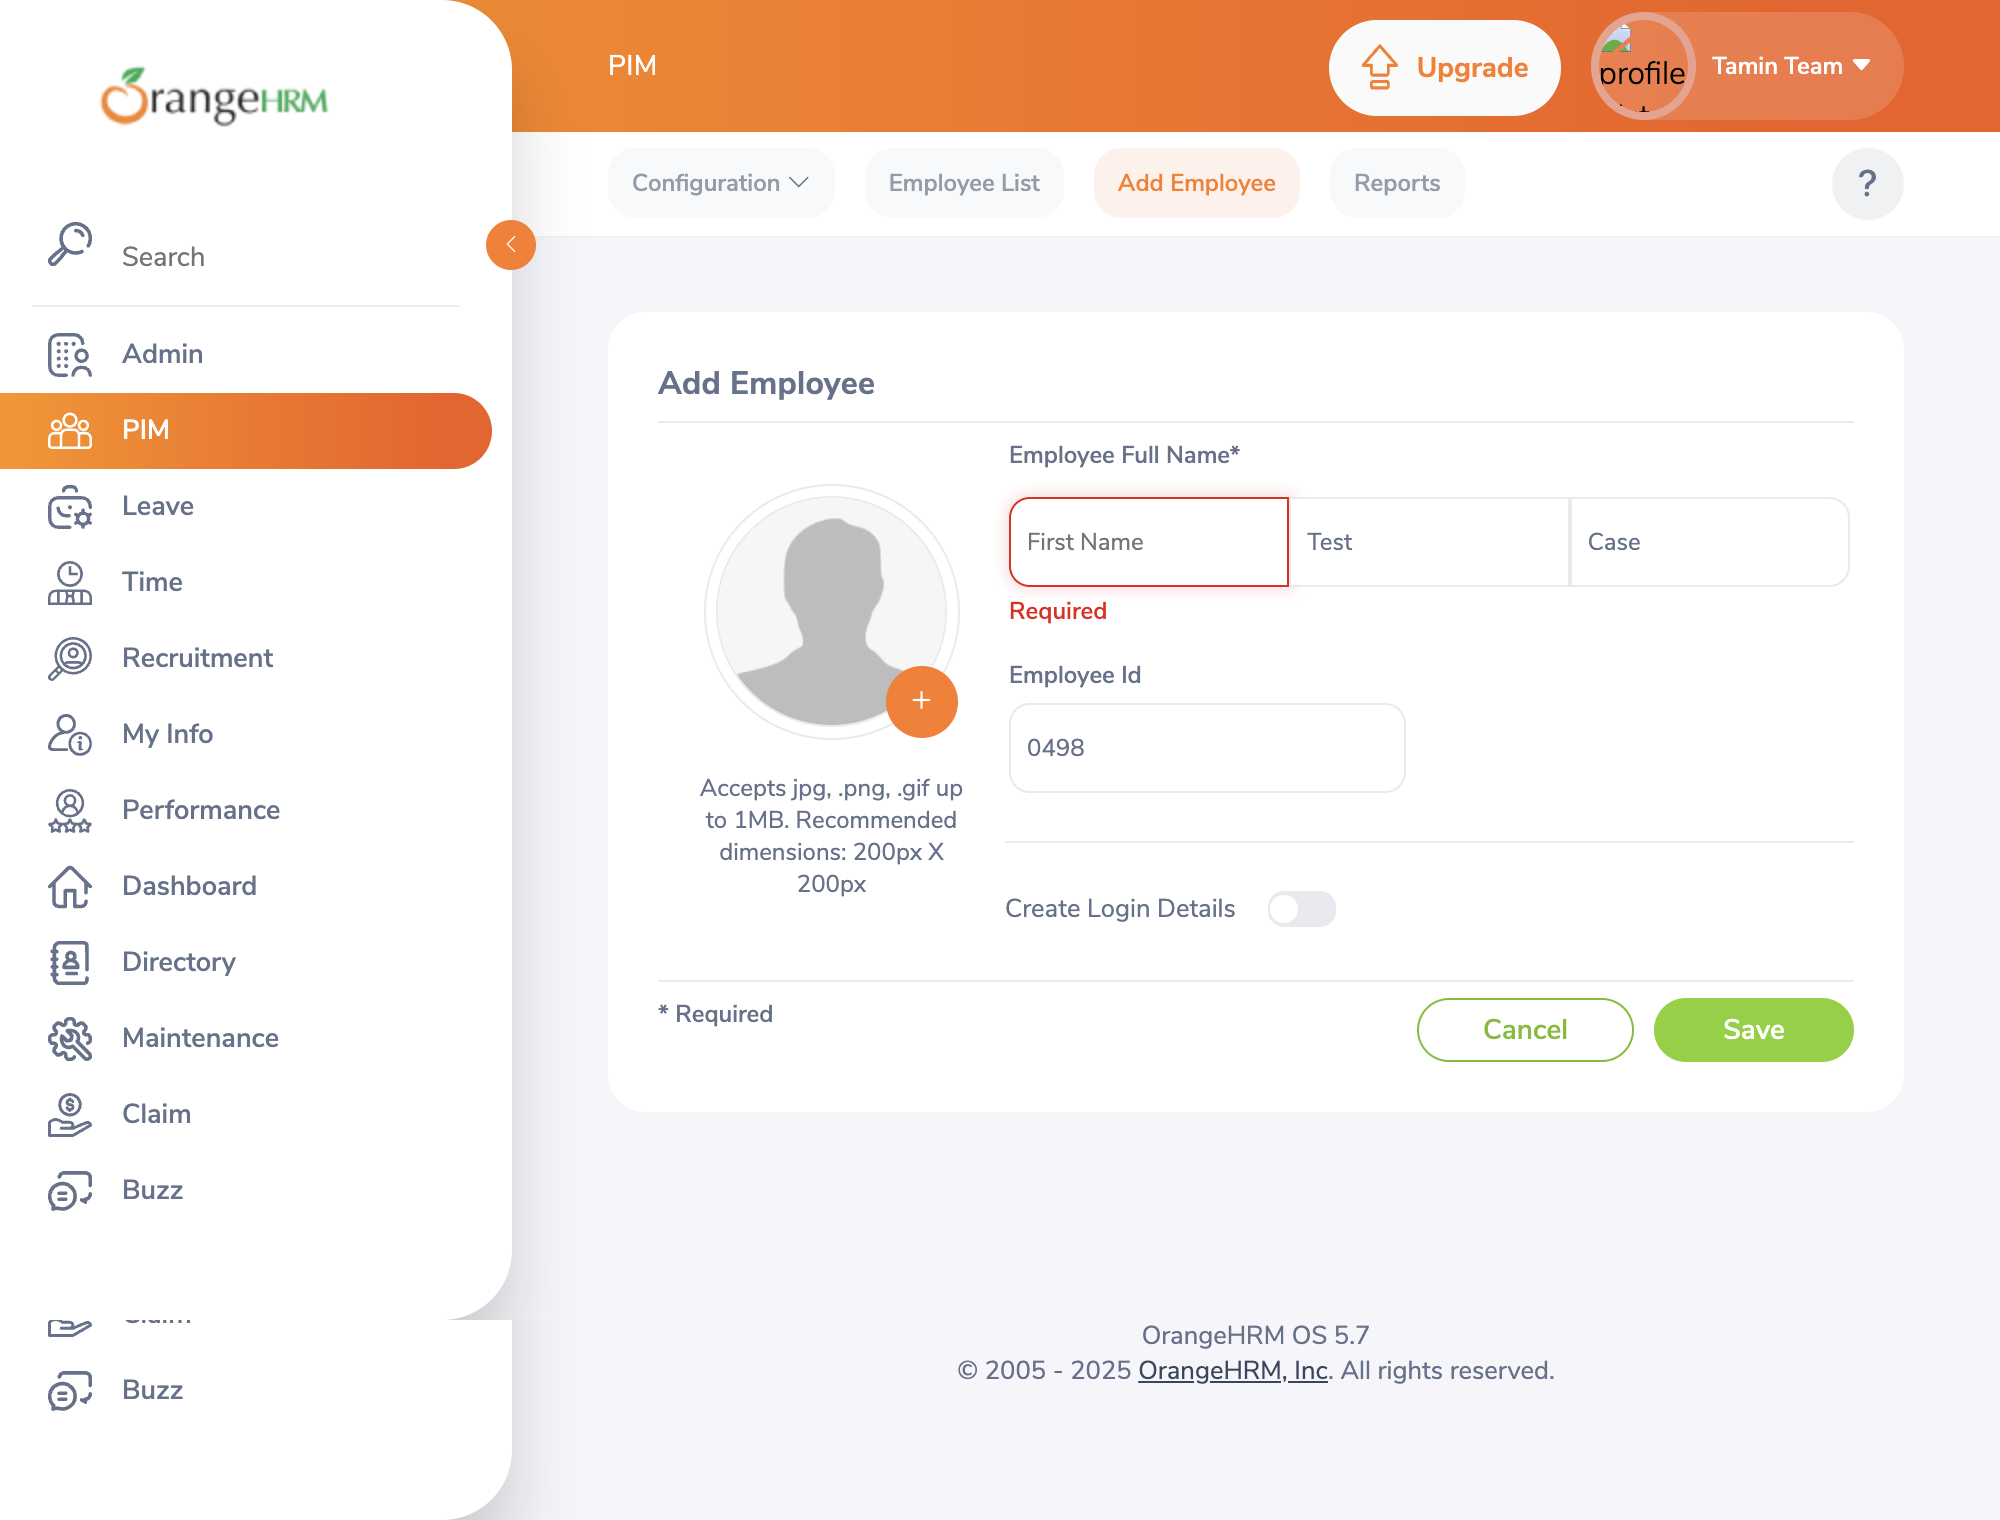 OrangeHRM
PIM
Upgrade
profile
Tamin Team
Configuration
Employee List
Add Employee
Reports
?
Search
Admin
PIM
Leave
Time
Recruitment
My Info
Performance
Dashboard
Directory
Maintenance
Claim
Buzz
Buzz
Add Employee
Employee Full Name*
First Name
Test
Case
Required
Employee Id
0498
Accepts jpg, .png, .gif up
to 1MB. Recommended
dimensions: 200px X
200px
Create Login Details
* Required
Cancel
Save
OrangeHRM OS 5.7
© 2005 - 2025 OrangeHRM, Inc. All rights reserved.